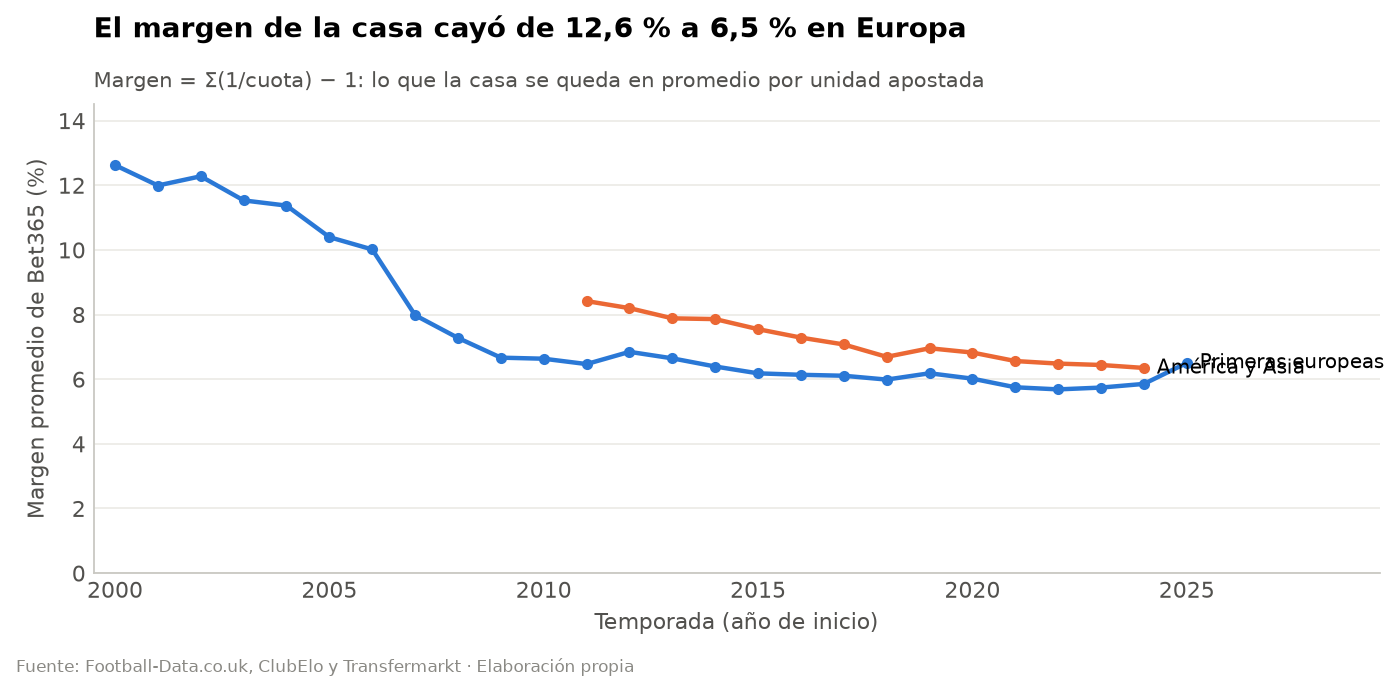 El margen de la casa cayó de 12,6 % a 6,5 % en Europa
Margen = Σ(1/cuota) − 1: lo que la casa se queda en promedio por unidad apostada
Margen promedio de Bet365 (%)
14
12
10
8
6
4
2
0
Primeras europeas
América y Asia
2000
2005
2010
2015
2020
2025
Temporada (año de inicio)
Fuente: Football-Data.co.uk, ClubElo y Transfermarkt · Elaboración propia